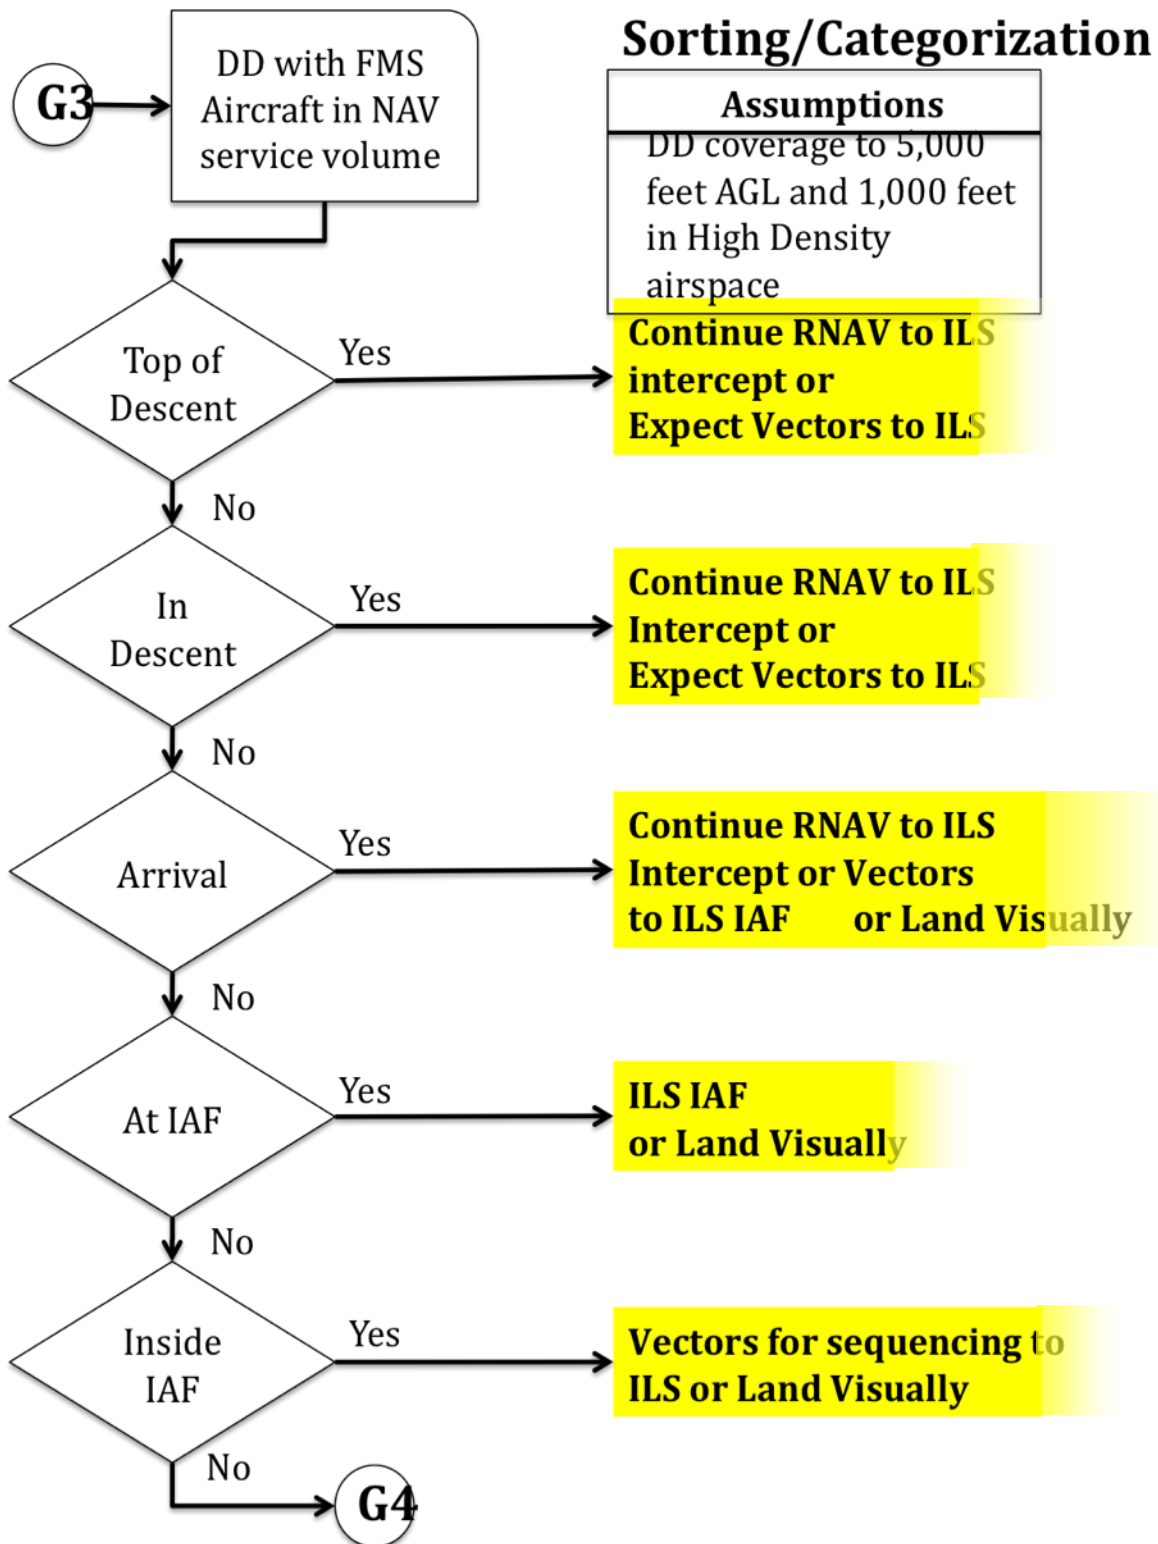 Sorting/Categorization
G3
DD with FMS
Aircraft in NAV
service volume
Assumptions
DD coverage to 5,000
feet AGL and 1,000 feet
in High Density
airspace
Top of
Descent
Yes
Continue RNAV to ILS
intercept or
Expect Vectors to ILS
No
In
Descent
Yes
Continue RNAV to ILS
Intercept or
Expect Vectors to ILS
No
Arrival
Yes
Continue RNAV to ILS
Intercept or Vectors
to ILS IAF or Land Visually
No
At IAF
Yes
ILS IAF
or Land Visually
No
Inside
IAF
Yes
Vectors for sequencing to
ILS or Land Visually
No
G4